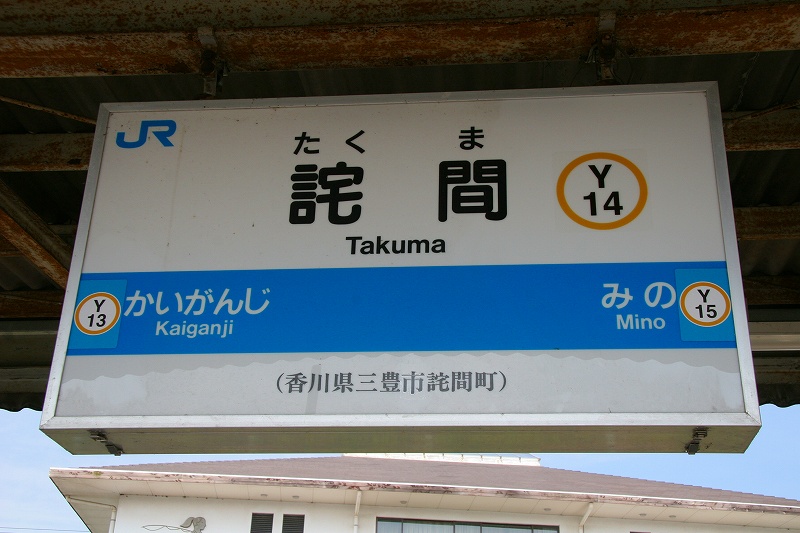 JR
たくま
詫間
Y
14
Takuma
Y
13
かいがんじ
Kaiganji
みの
Mino
Y
15
(香川県三豊市詫間町)